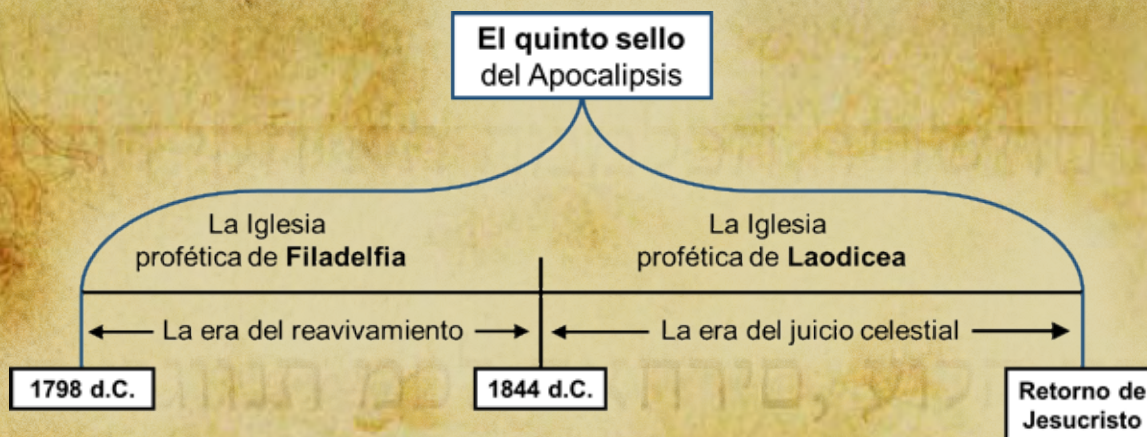 El quinto sello
del Apocalipsis
La Iglesia
profética de Filadelfia
La Iglesia
profética de Laodicea
La era del reavivamiento
La era del juicio celestial
1798 d.C.
1844 d.C.
Retorno de
Jesucristo